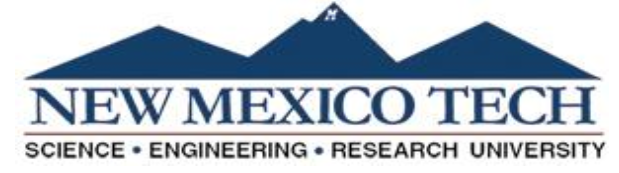 M
NEW MEXICO TECH
SCIENCE • ENGINEERING • RESEARCH UNIVERSITY